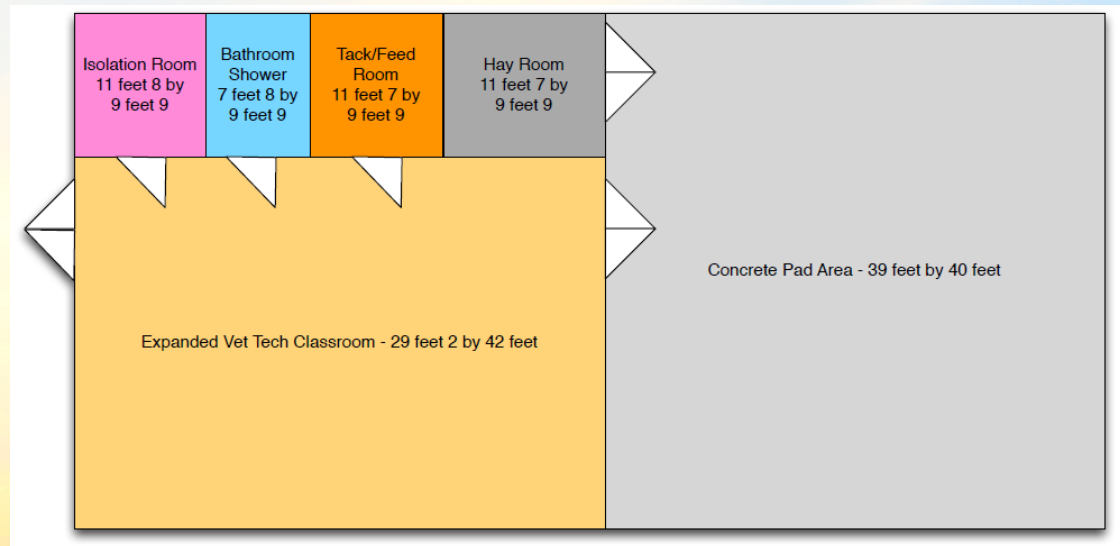 Isolation Room
11 feet 8 by
9 feet 9
Bathroom
Shower
7 feet 8 by
9 feet 9
Tack/Feed
Room
11 feet 7 by
9 feet 9
Hay Room
11 feet 7 by
9 feet 9
Concrete Pad Area - 39 feet by 40 feet
Expanded Vet Tech Classroom - 29 feet 2 by 42 feet